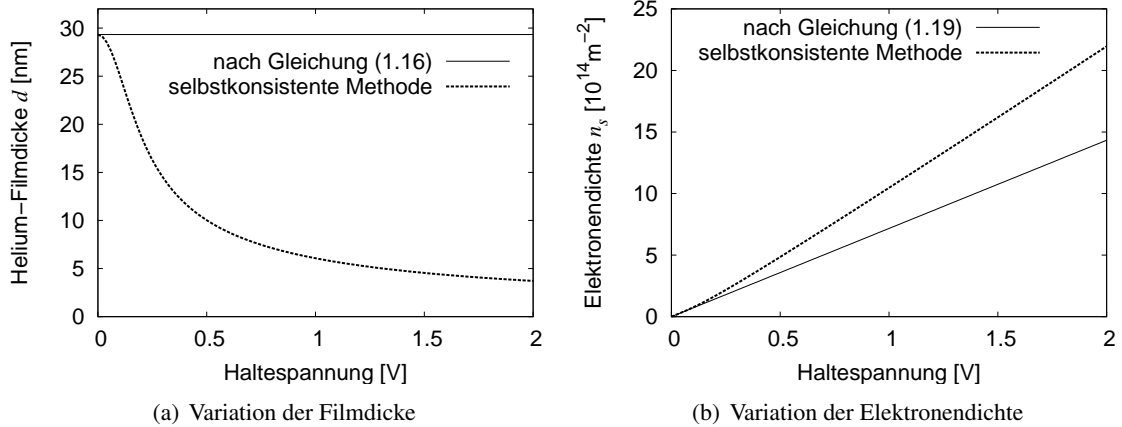 30
25
20
15
10
5
0
0
0.5
1
1.5
2
Helium−Filmdicke d [nm]
Haltespannung [V]
nach Gleichung (1.16)
selbstkonsistente Methode
(a) Variation der Filmdicke
25
20
15
10
5
0
0
0.5
1
1.5
2
Elektronendichte n_s [10^14 m^−2]
Haltespannung [V]
nach Gleichung (1.19)
selbstkonsistente Methode
(b) Variation der Elektronendichte